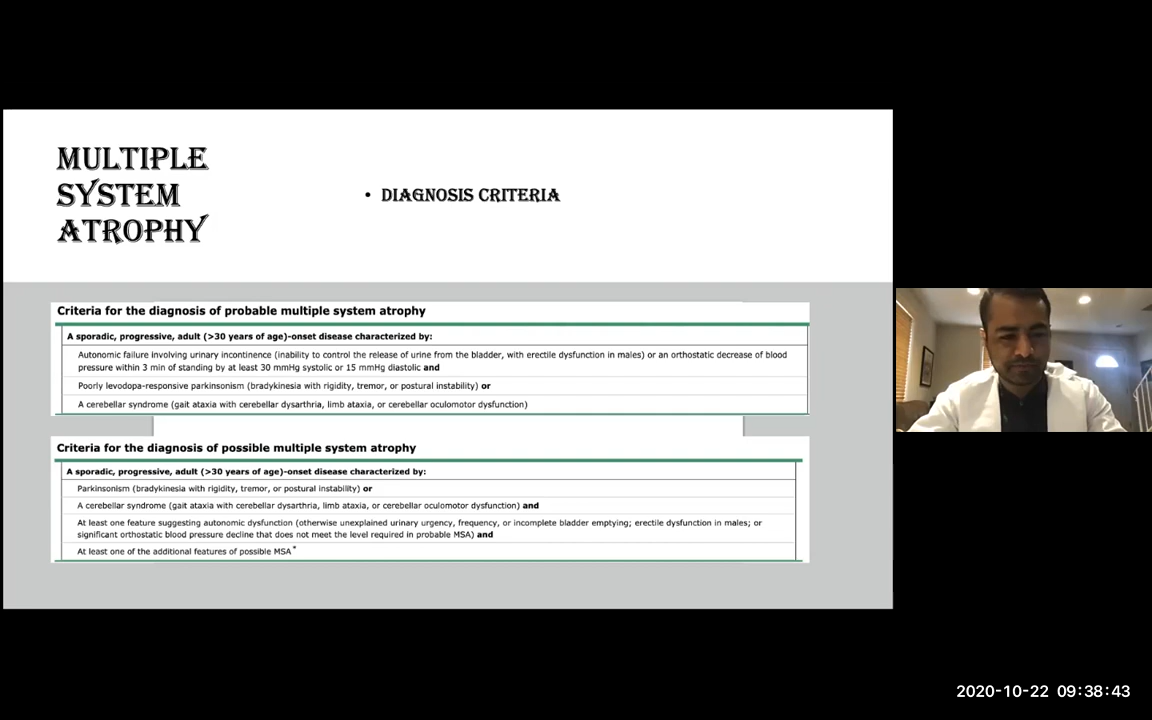 MULTIPLE
SYSTEM
ATROPHY
• DIAGNOSIS CRITERIA
Criteria for the diagnosis of probable multiple system atrophy
A sporadic, progressive, adult (>30 years of age)-onset disease characterized by:
Autonomic failure involving urinary incontinence (inability to control the release of urine from the bladder, with erectile dysfunction in males) or an orthostatic decrease of blood
pressure within 3 min of standing by at least 30 mmHg systolic or 15 mmHg diastolic and
Poorly levodopa-responsive parkinsonism (bradykinesia with rigidity, tremor, or postural instability) or
A cerebellar syndrome (gait ataxia with cerebellar dysarthria, limb ataxia, or cerebellar oculomotor dysfunction)
Criteria for the diagnosis of possible multiple system atrophy
A sporadic, progressive, adult (>30 years of age)-onset disease characterized by:
Parkinsonism (bradykinesia with rigidity, tremor, or postural instability) or
A cerebellar syndrome (gait ataxia with cerebellar dysarthria, limb ataxia, or cerebellar oculomotor dysfunction) and
At least one feature suggesting autonomic dysfunction (otherwise unexplained urinary urgency, frequency, or incomplete bladder emptying; erectile dysfunction in males; or
significant orthostatic blood pressure decline that does not meet the level required in probable MSA) and
At least one of the additional features of possible MSA*
2020-10-22 09:38:43